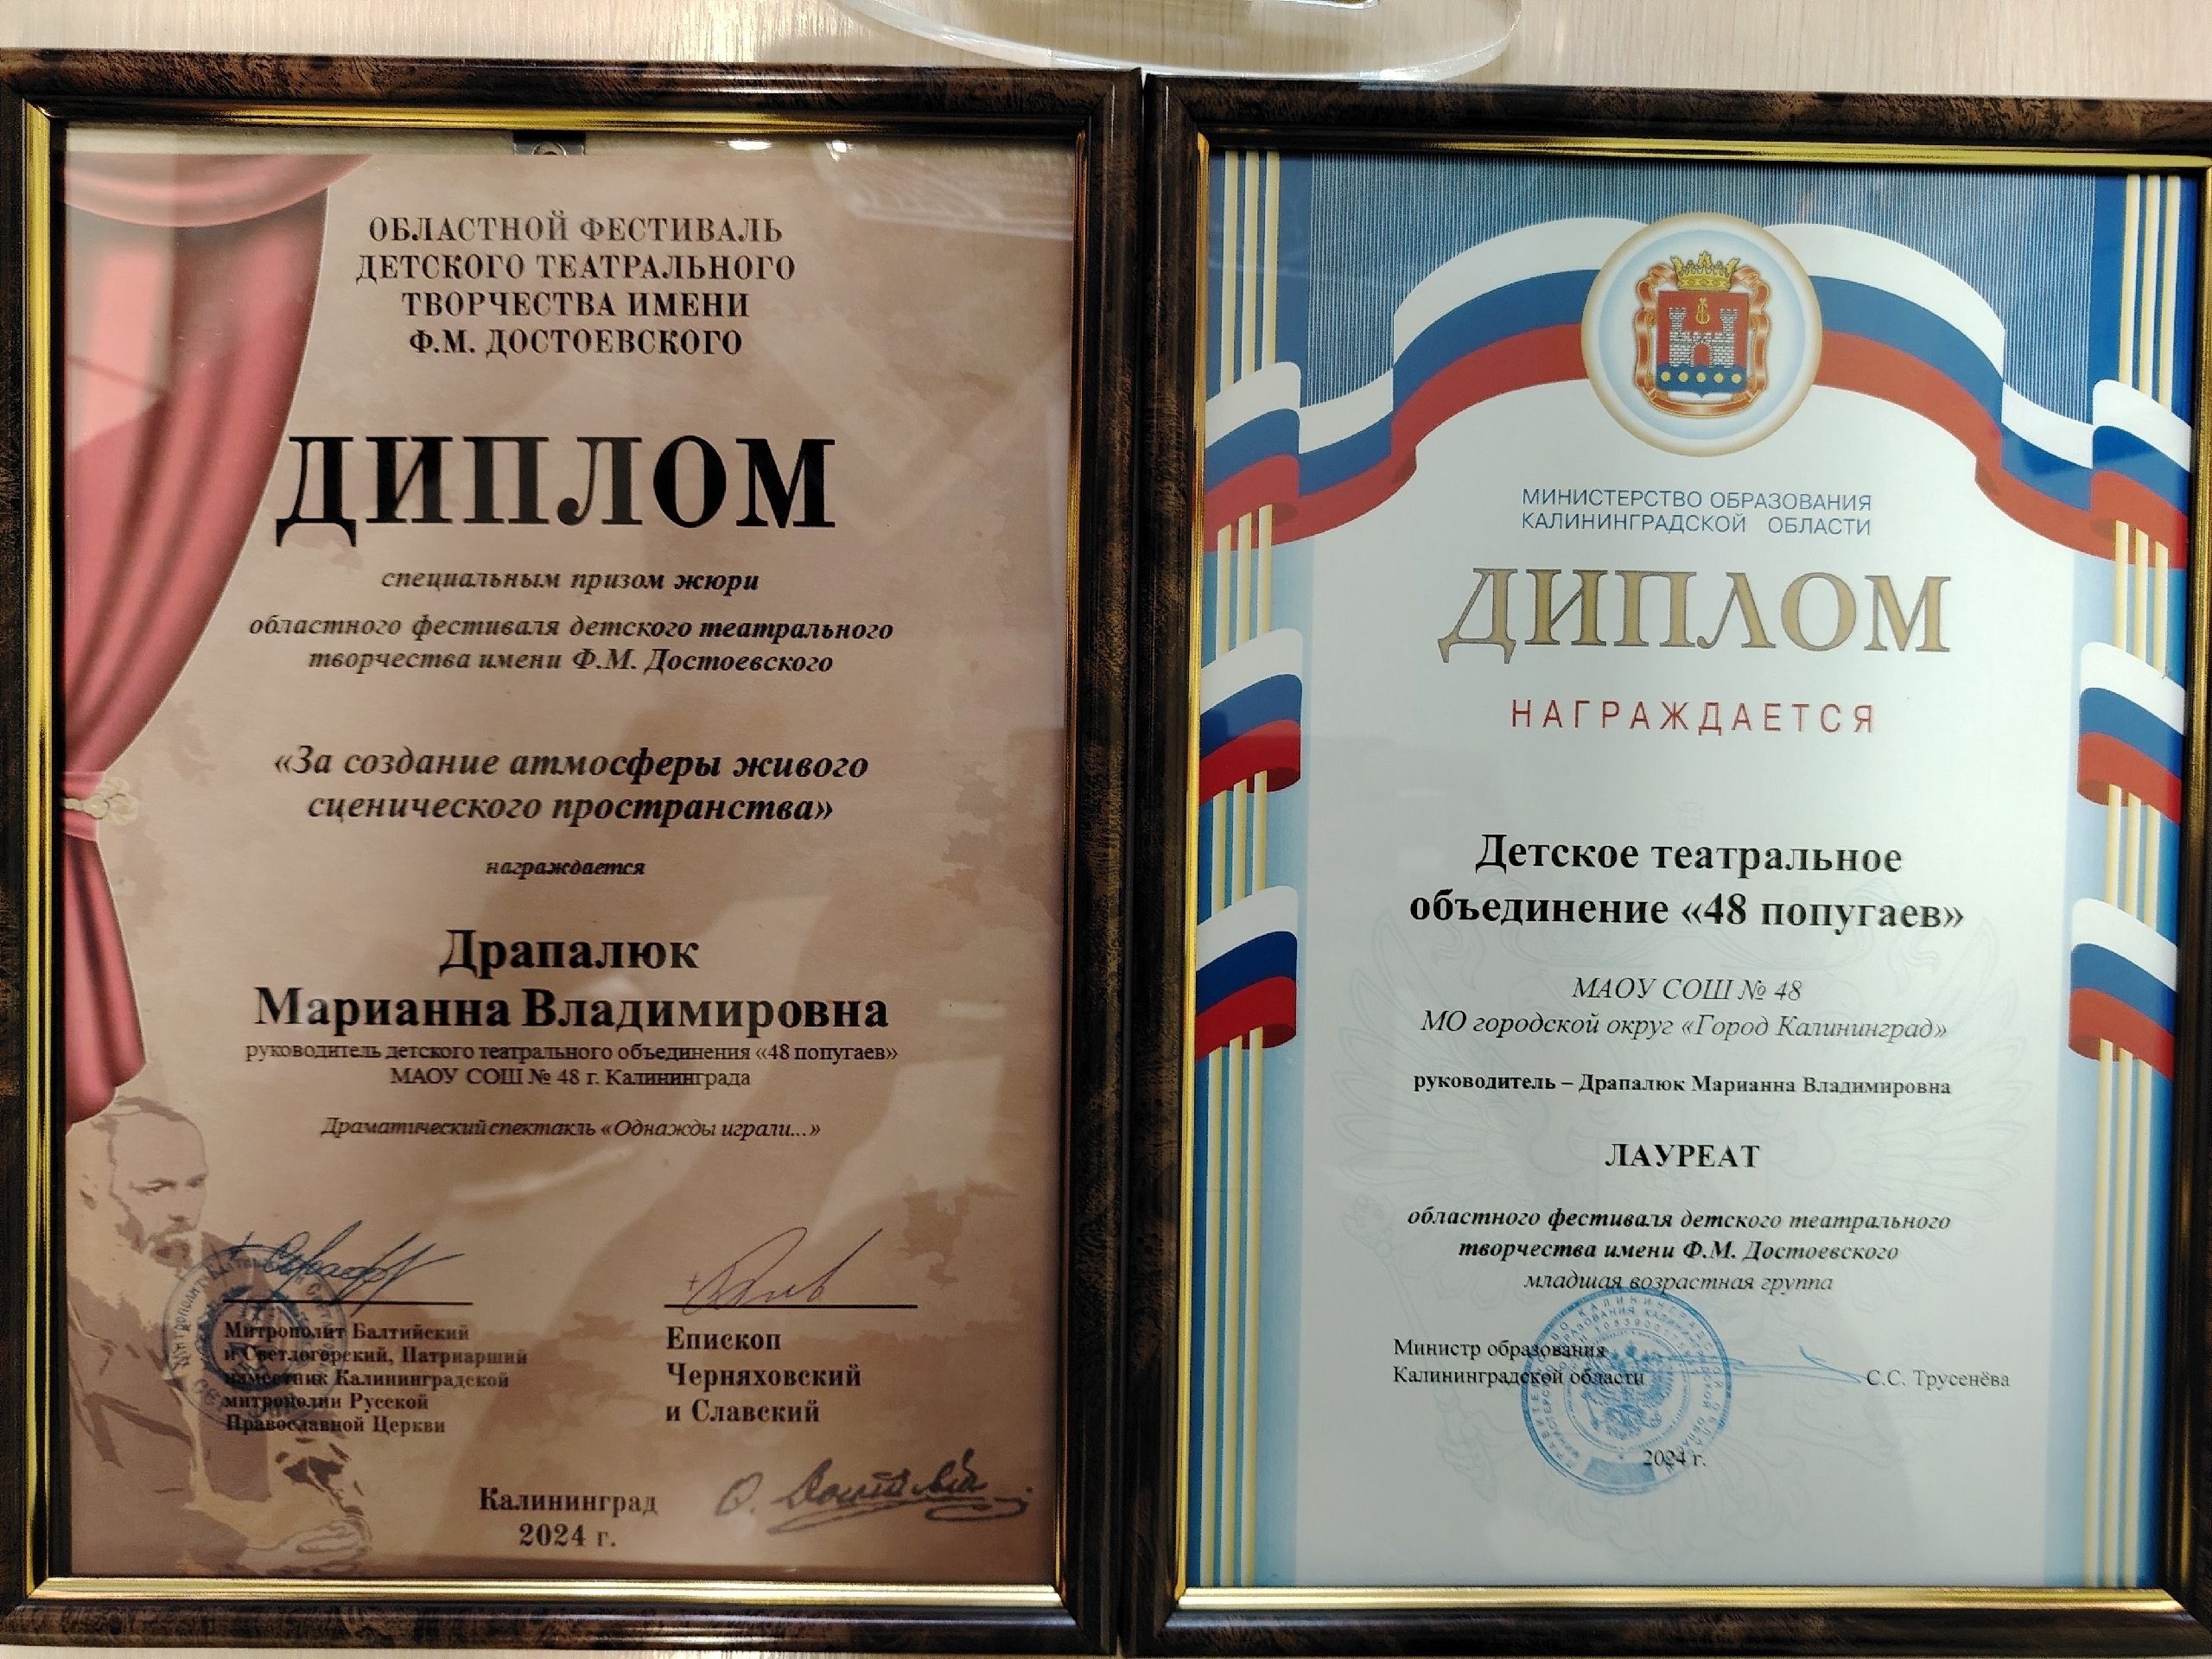 ОБЛАСТНОЙ ФЕСТИВАЛЬ
ДЕТСКОГО ТЕАТРАЛЬНОГО
ТВОРЧЕСТВА ИМЕНИ
Ф.М. ДОСТОЕВСКОГО
ДИПЛОМ
специальным призом жюри
областного фестиваля детского театрального
творчества имени Ф.М. Достоевского
«За создание атмосферы живого
сценического пространства»
награждается
Драпалюк
Марианна Владимировна
руководитель детского театрального объединения «48 попугаев»
МАОУ СОШ № 48 г. Калининграда
Драматический спектакль «Однажды играли...»
Митрополит Балтийский
и Светлогорский, Патриарший
наместник Калининградской
митрополии Русской
Православной Церкви
Епископ
Черняховский
и Славский
Калининград
2024 г.
МИНИСТЕРСТВО ОБРАЗОВАНИЯ
КАЛИНИНГРАДСКОЙ ОБЛАСТИ
ДИПЛОМ
НАГРАЖДАЕТСЯ
Детское театральное
объединение «48 попугаев»
МАОУ СОШ № 48
МО городской округ «Город Калининград»
руководитель – Драпалюк Марианна Владимировна
ЛАУРЕАТ
областного фестиваля детского театрального
творчества имени Ф.М. Достоевского
младшая возрастная группа
Министр образования
Калининградской области
С.С. Трусенёва
2024 г.